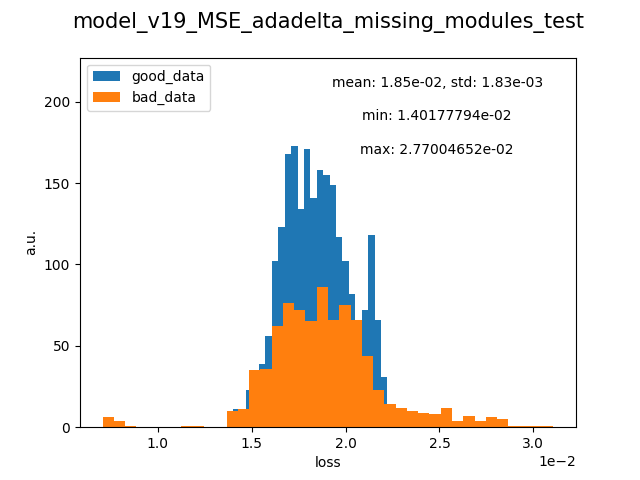 model_v19_MSE_adadelta_missing_modules_test
good_data
bad_data
mean: 1.85e-02, std: 1.83e-03
min: 1.40177794e-02
max: 2.77004652e-02
200
150
100
50
0
a.u.
1.0 1.5 2.0 2.5 3.0
1e−2
loss